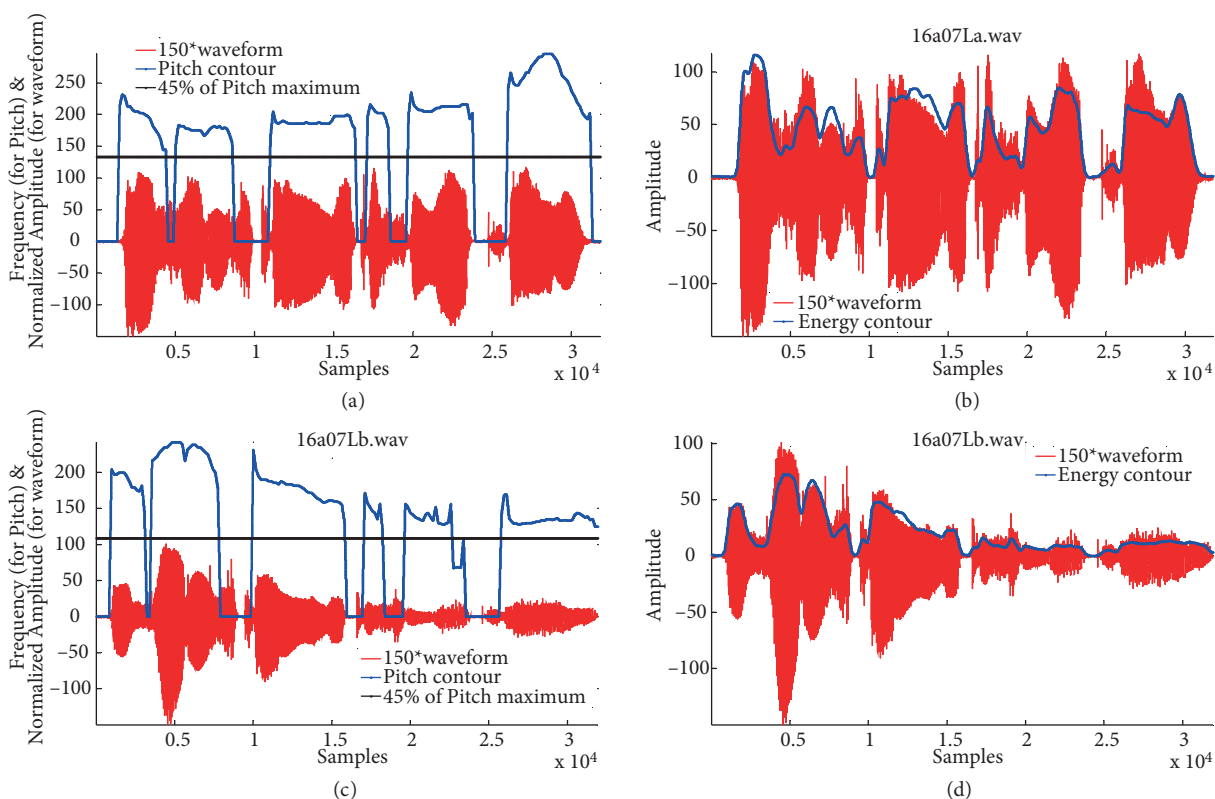 150*waveform
Pitch contour
45% of Pitch maximum
Frequency (for Pitch) &
Normalized Amplitude (for waveform)
250
200
150
100
50
0
−50
−100
0.5 1 1.5 2 2.5 3
Samples
x 10^4
(a)
16a07La.wav
Amplitude
100
50
0
−50
−100
150*waveform
Energy contour
0.5 1 1.5 2 2.5 3
Samples
x 10^4
(b)
16a07Lb.wav
Frequency (for Pitch) &
Normalized Amplitude (for waveform)
200
150
100
50
0
−50
−100
150*waveform
Pitch contour
45% of Pitch maximum
0.5 1 1.5 2 2.5 3
Samples
x 10^4
(c)
16a07Lb.wav
150*waveform
Energy contour
Amplitude
100
50
0
−50
−100
0.5 1 1.5 2 2.5 3
Samples
x 10^4
(d)